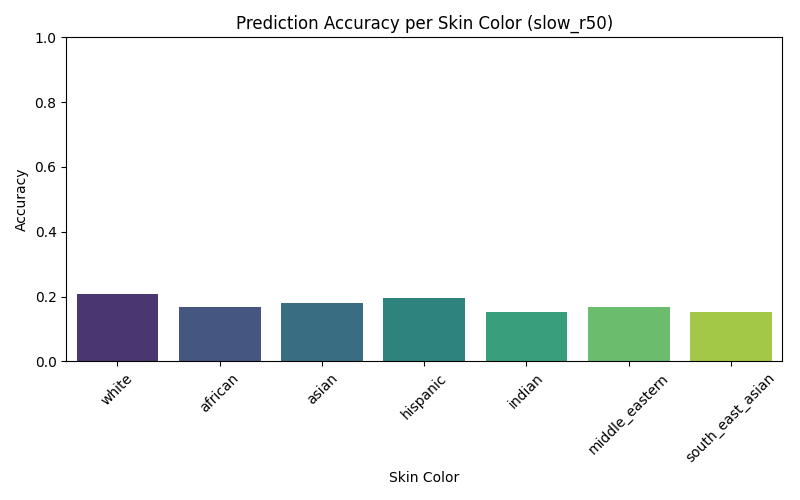 Prediction Accuracy per Skin Color (slow_r50)
1.0
0.8
0.6
0.4
0.2
0.0
Accuracy
white
african
asian
hispanic
indian
middle_eastern
south_east_asian
Skin Color